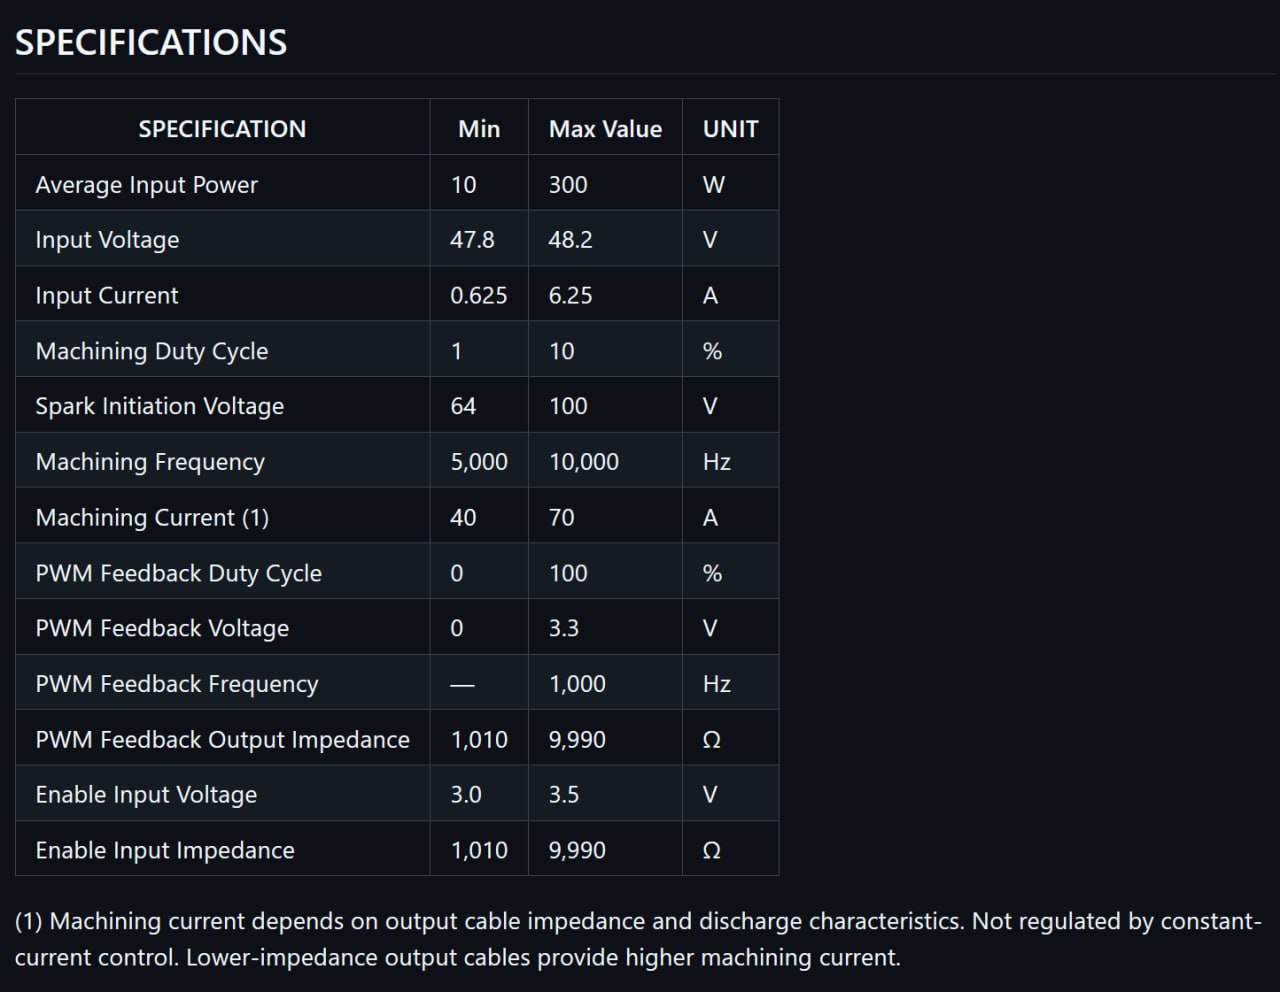 SPECIFICATIONS
SPECIFICATION Min Max Value UNIT
Average Input Power 10 300 W
Input Voltage 47.8 48.2 V
Input Current 0.625 6.25 A
Machining Duty Cycle 1 10 %
Spark Initiation Voltage 64 100 V
Machining Frequency 5,000 10,000 Hz
Machining Current (1) 40 70 A
PWM Feedback Duty Cycle 0 100 %
PWM Feedback Voltage 0 3.3 V
PWM Feedback Frequency — 1,000 Hz
PWM Feedback Output Impedance 1,010 9,990 Ω
Enable Input Voltage 3.0 3.5 V
Enable Input Impedance 1,010 9,990 Ω
(1) Machining current depends on output cable impedance and discharge characteristics. Not regulated by constant-
current control. Lower-impedance output cables provide higher machining current.